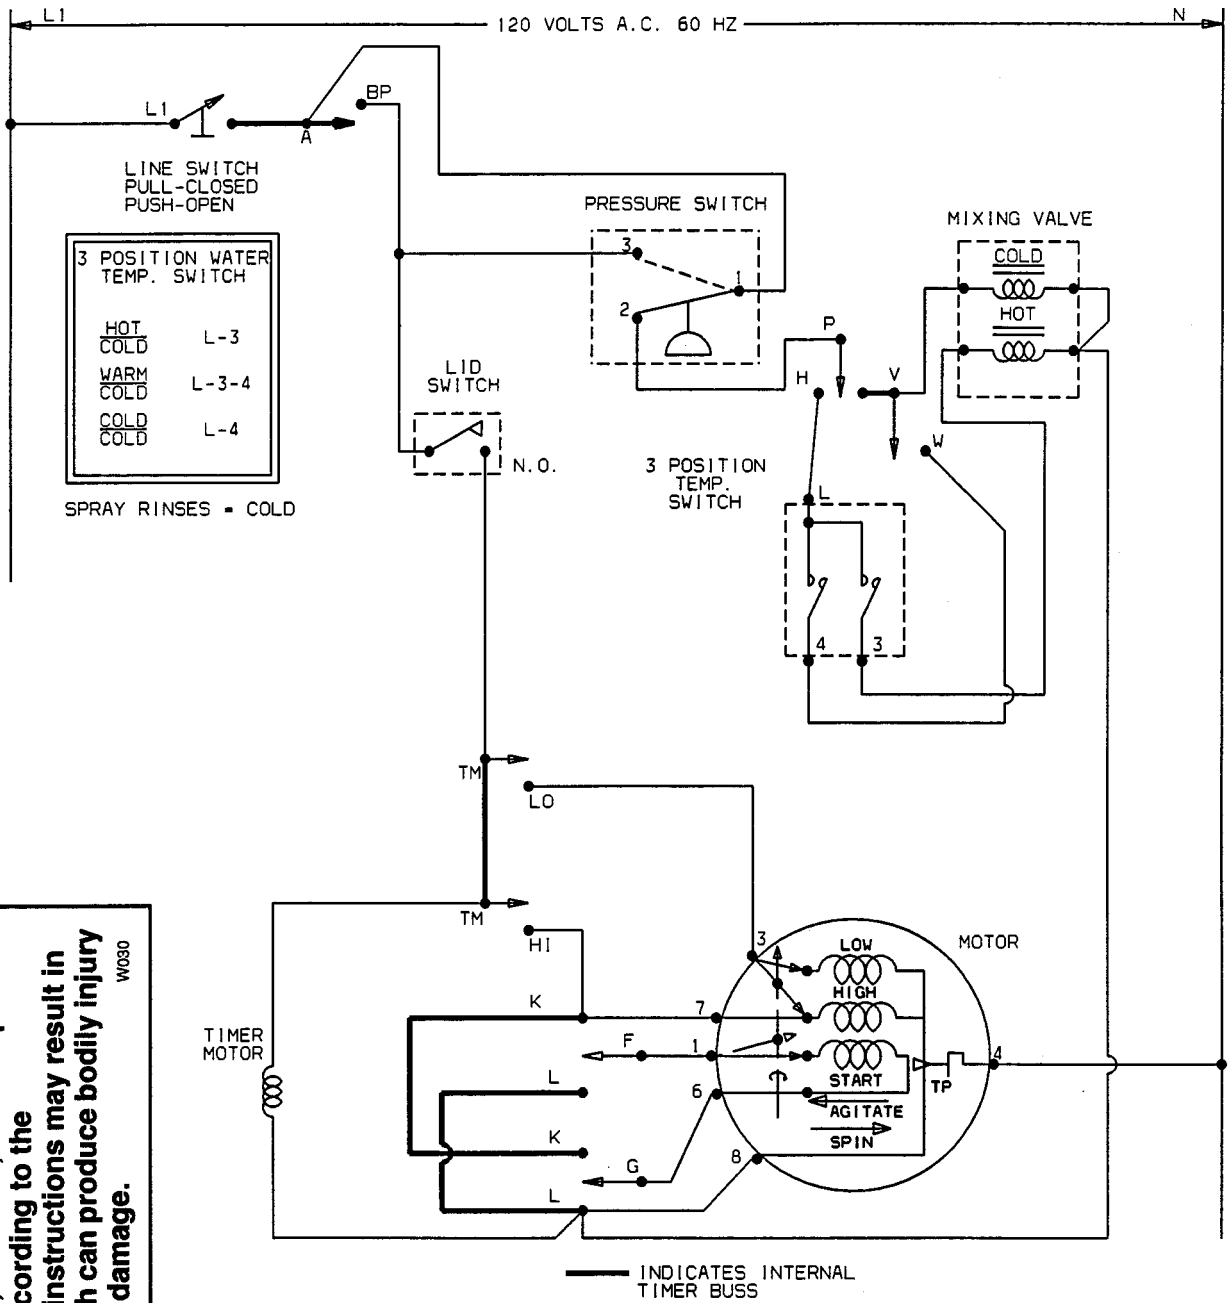 L1
120 VOLTS A.C. 60 HZ
N
BP
L1
A
LINE SWITCH
PULL-CLOSED
PUSH-OPEN
PRESSURE SWITCH
MIXING VALVE
3 POSITION WATER
TEMP. SWITCH
HOT
COLD
L-3
WARM
COLD
L-3-4
COLD
COLD
L-4
SPRAY RINSES = COLD
3
1
2
COLD
HOT
P
H
V
W
LID
SWITCH
N.O.
3 POSITION
TEMP.
SWITCH
L
4
3
TM
LO
TM
HI
3
LOW
MOTOR
HIGH
K
7
TIMER
MOTOR
F
1
4
START
TP
L
6
AGITATE
SPIN
K
8
G
L
INDICATES INTERNAL
TIMER BUSS
cording to the
instructions may result in
h can produce bodily injury
damage.
W030